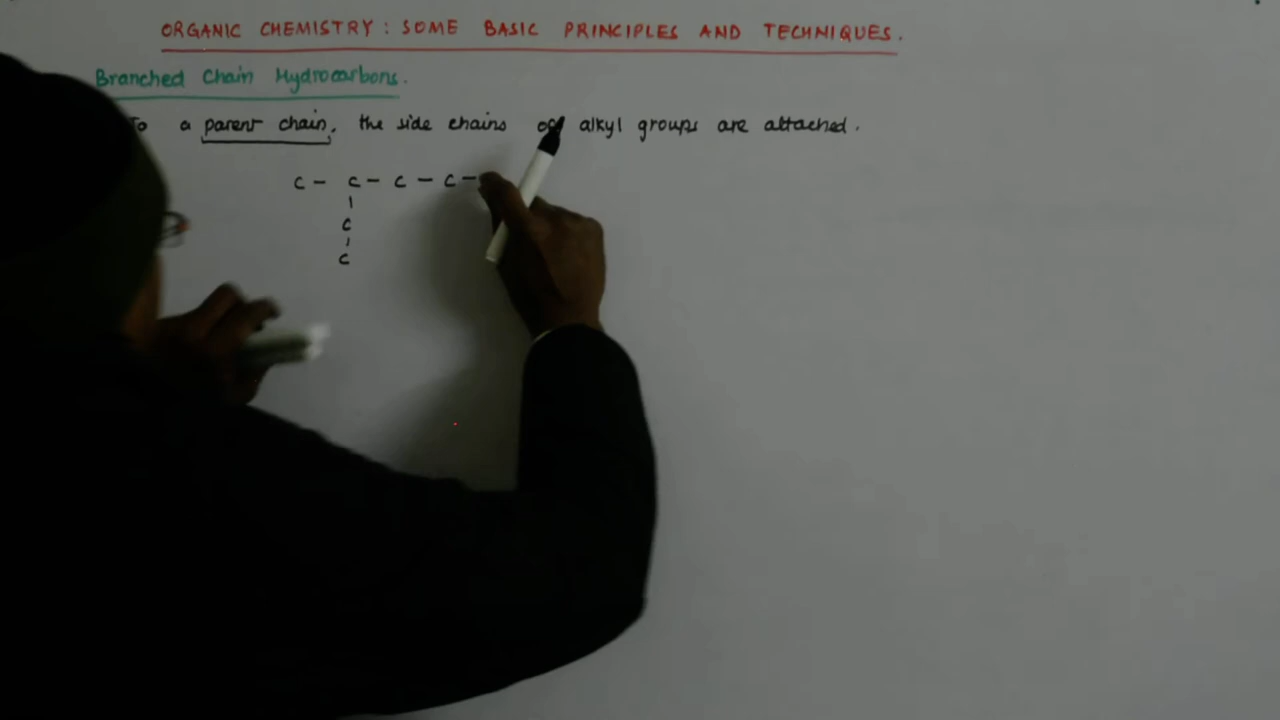 ORGANIC CHEMISTRY : SOME BASIC PRINCIPLES AND TECHNIQUES.
Branched Chain Hydrocarbons.
To a parent chain, the side chains alkyl groups are attached.
C - C - C - C -
|
C
|
C